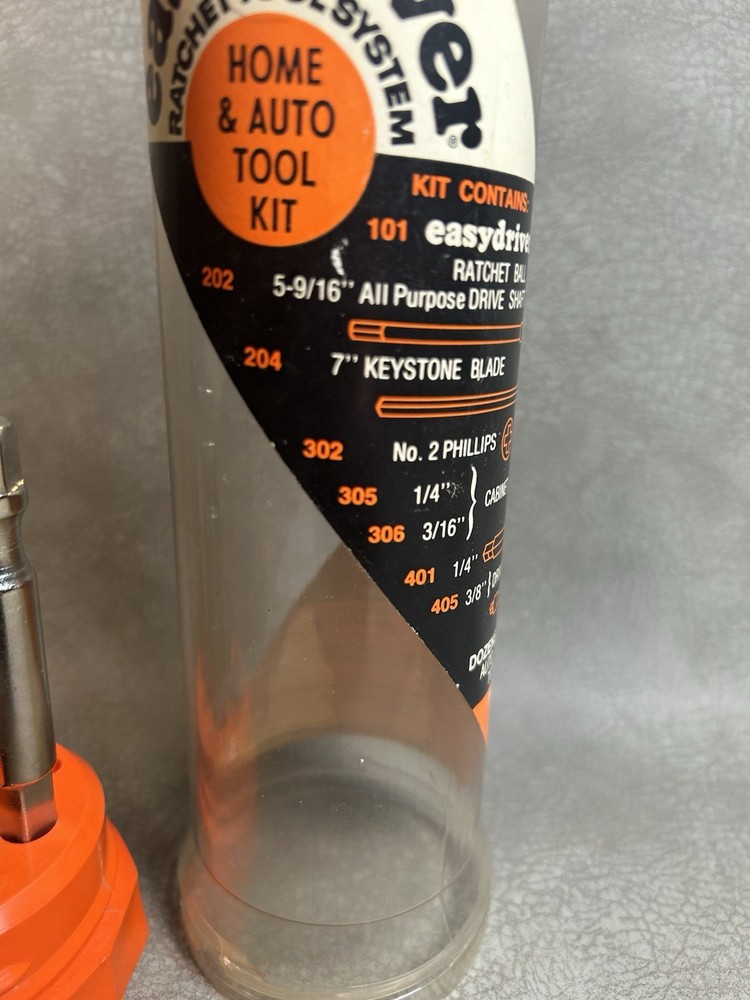 RATCHET TOOL SYSTEM
®
HOME
& AUTO
TOOL
KIT
KIT CONTAINS:
101 easydriver
RATCHET BALL
202 5-9/16" All Purpose DRIVE SHAFT
204 7" KEYSTONE BLADE
302 No. 2 PHILLIPS
305 1/4"
CABINET
306 3/16"
401 1/4"
405 3/8"